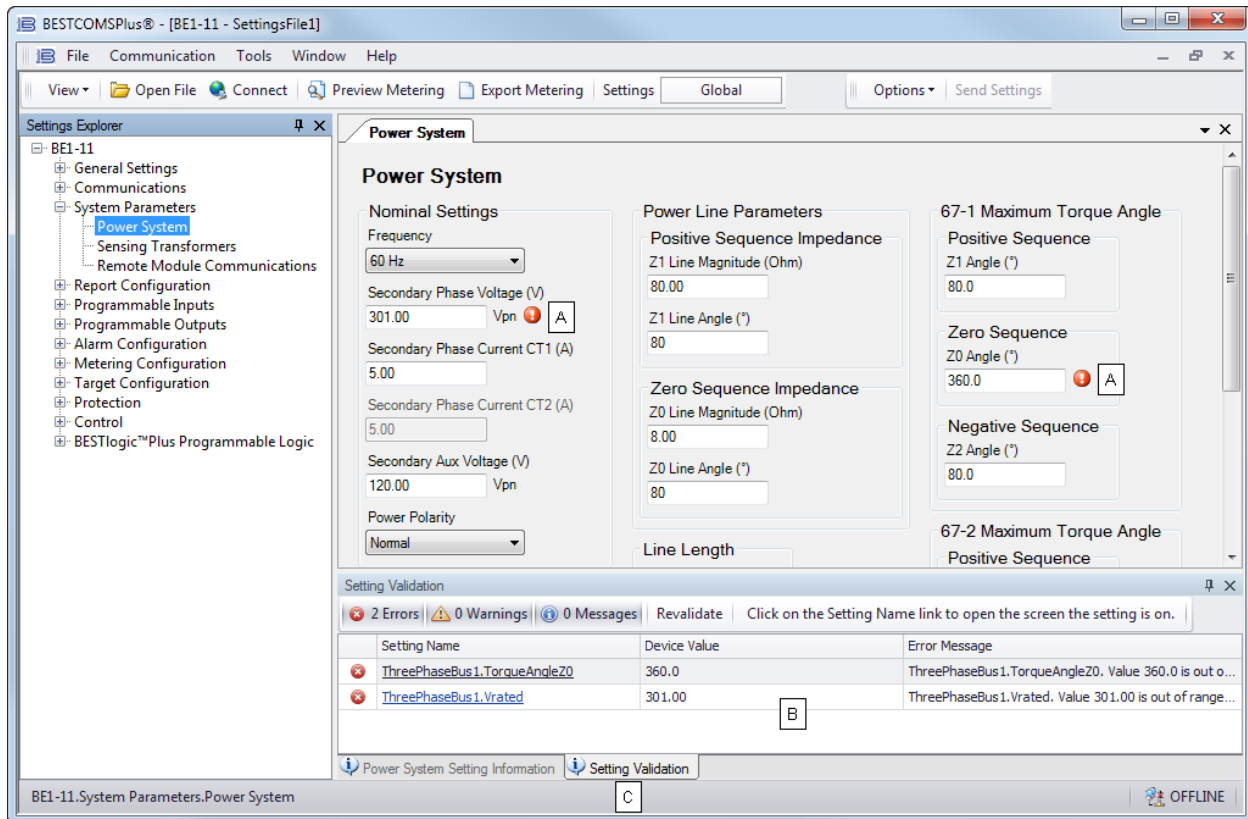 BESTCOMSPlus® - [BE1-11 - SettingsFile1]
File Communication Tools Window Help
View Open File Connect Preview Metering Export Metering Settings Global Options Send Settings
Settings Explorer
BE1-11
General Settings
Communications
System Parameters
Power System
Sensing Transformers
Remote Module Communications
Report Configuration
Programmable Inputs
Programmable Outputs
Alarm Configuration
Metering Configuration
Target Configuration
Protection
Control
BESTlogic™Plus Programmable Logic
Power System
Power System
Nominal Settings
Frequency
60 Hz
Secondary Phase Voltage (V)
301.00 Vpn A
Secondary Phase Current CT1 (A)
5.00
Secondary Phase Current CT2 (A)
5.00
Secondary Aux Voltage (V)
120.00 Vpn
Power Polarity
Normal
Power Line Parameters
Positive Sequence Impedance
Z1 Line Magnitude (Ohm)
80.00
Z1 Line Angle (°)
80
Zero Sequence Impedance
Z0 Line Magnitude (Ohm)
8.00
Z0 Line Angle (°)
80
Line Length
67-1 Maximum Torque Angle
Positive Sequence
Z1 Angle (°)
80.0
Zero Sequence
Z0 Angle (°)
360.0 A
Negative Sequence
Z2 Angle (°)
80.0
67-2 Maximum Torque Angle
Positive Sequence
Setting Validation
2 Errors 0 Warnings 0 Messages Revalidate Click on the Setting Name link to open the screen the setting is on.
Setting Name Device Value Error Message
ThreePhaseBus1.TorqueAngleZ0 360.0 ThreePhaseBus1.TorqueAngleZ0. Value 360.0 is out o...
ThreePhaseBus1.Vrated 301.00 ThreePhaseBus1.Vrated. Value 301.00 is out of range...
B
Power System Setting Information Setting Validation
BE1-11.System Parameters.Power System C OFFLINE